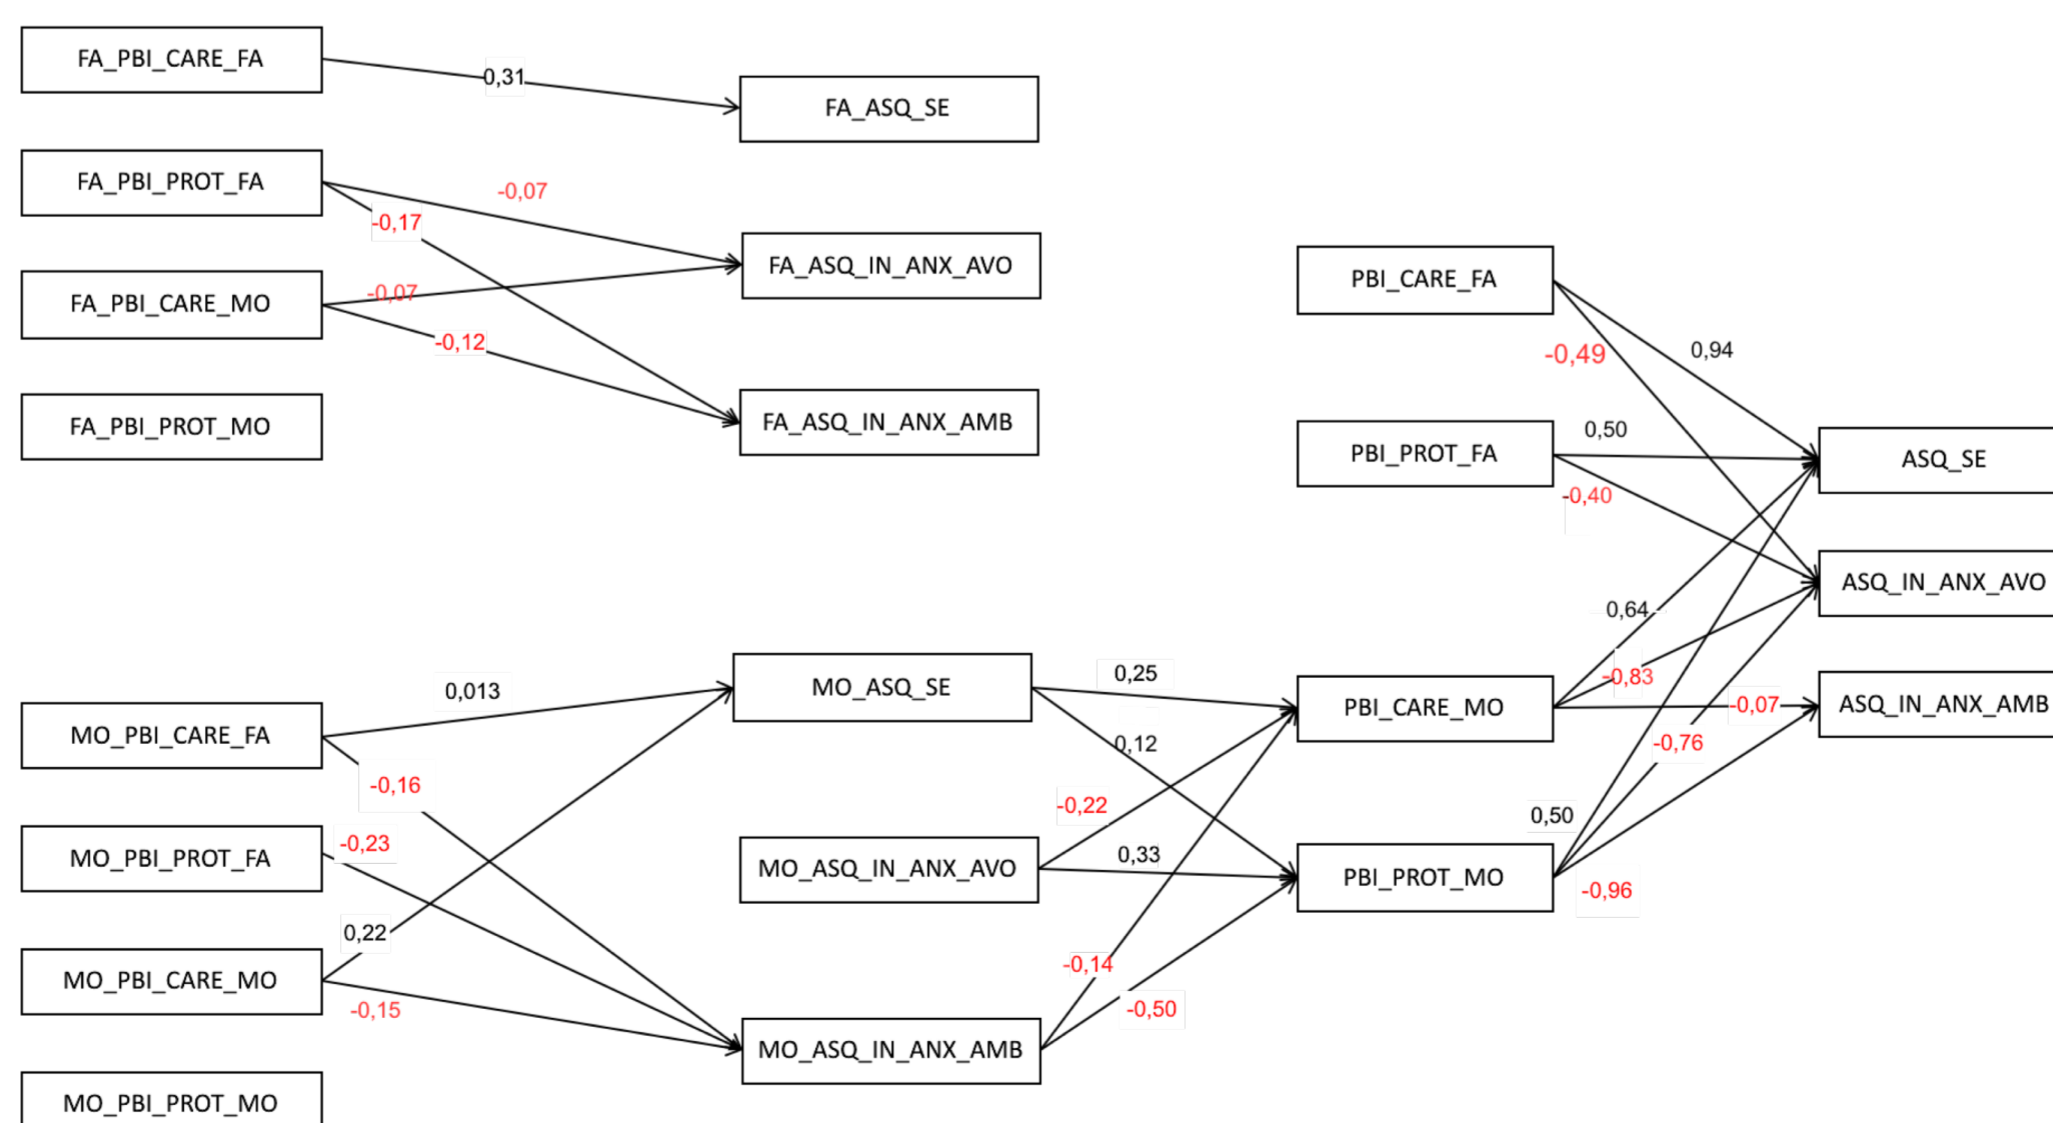 FA_PBI_CARE_FA
0,31
FA_ASQ_SE
FA_PBI_PROT_FA
-0,07
-0,17
FA_ASQ_IN_ANX_AVO
FA_PBI_CARE_MO
-0,07
-0,12
FA_ASQ_IN_ANX_AMB
FA_PBI_PROT_MO
PBI_CARE_FA
0,94
-0,49
PBI_PROT_FA
0,50
-0,40
ASQ_SE
ASQ_IN_ANX_AVO
ASQ_IN_ANX_AMB
0,64
-0,83
-0,07
-0,76
0,50
-0,96
MO_PBI_CARE_FA
0,013
-0,16
MO_ASQ_SE
0,25
0,12
PBI_CARE_MO
MO_PBI_PROT_FA
-0,23
MO_ASQ_IN_ANX_AVO
-0,22
0,33
PBI_PROT_MO
MO_PBI_CARE_MO
0,22
-0,15
MO_ASQ_IN_ANX_AMB
-0,14
-0,50
MO_PBI_PROT_MO